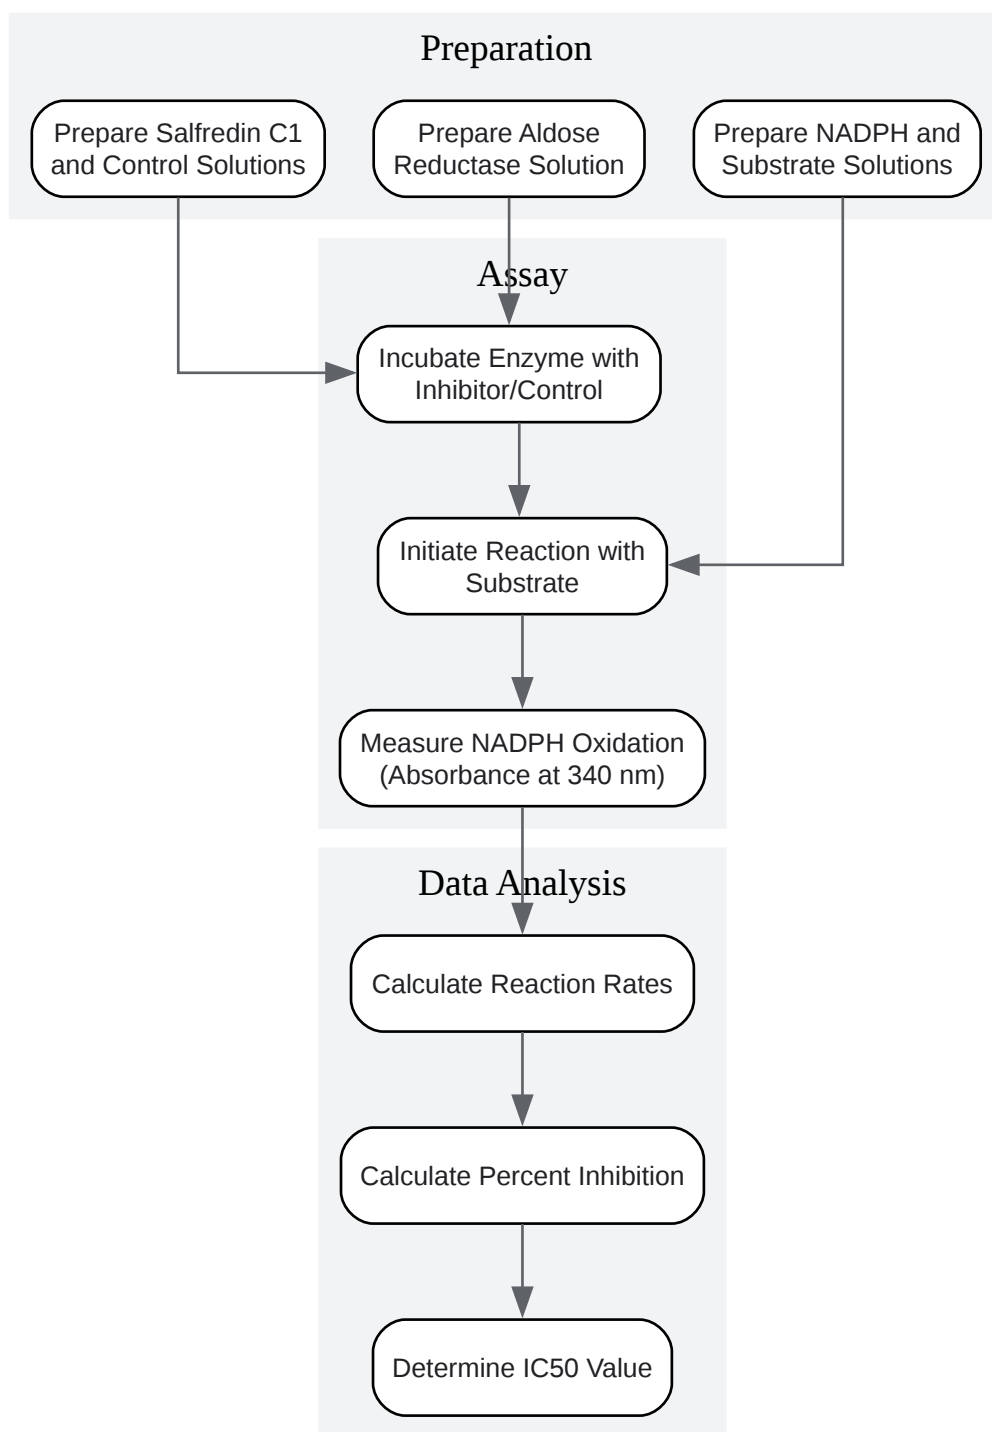 Preparation
Prepare Salfredin C1
and Control Solutions
Prepare Aldose
Reductase Solution
Prepare NADPH and
Substrate Solutions
Assay
Incubate Enzyme with
Inhibitor/Control
Initiate Reaction with
Substrate
Measure NADPH Oxidation
(Absorbance at 340 nm)
Data Analysis
Calculate Reaction Rates
Calculate Percent Inhibition
Determine IC50 Value